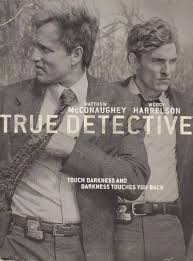 MATTHEW WOODY
McCONAUGHEY HARRELSON
TRUE DETECTIVE
TOUCH DARKNESS AND
DARKNESS TOUCHES YOU BACK